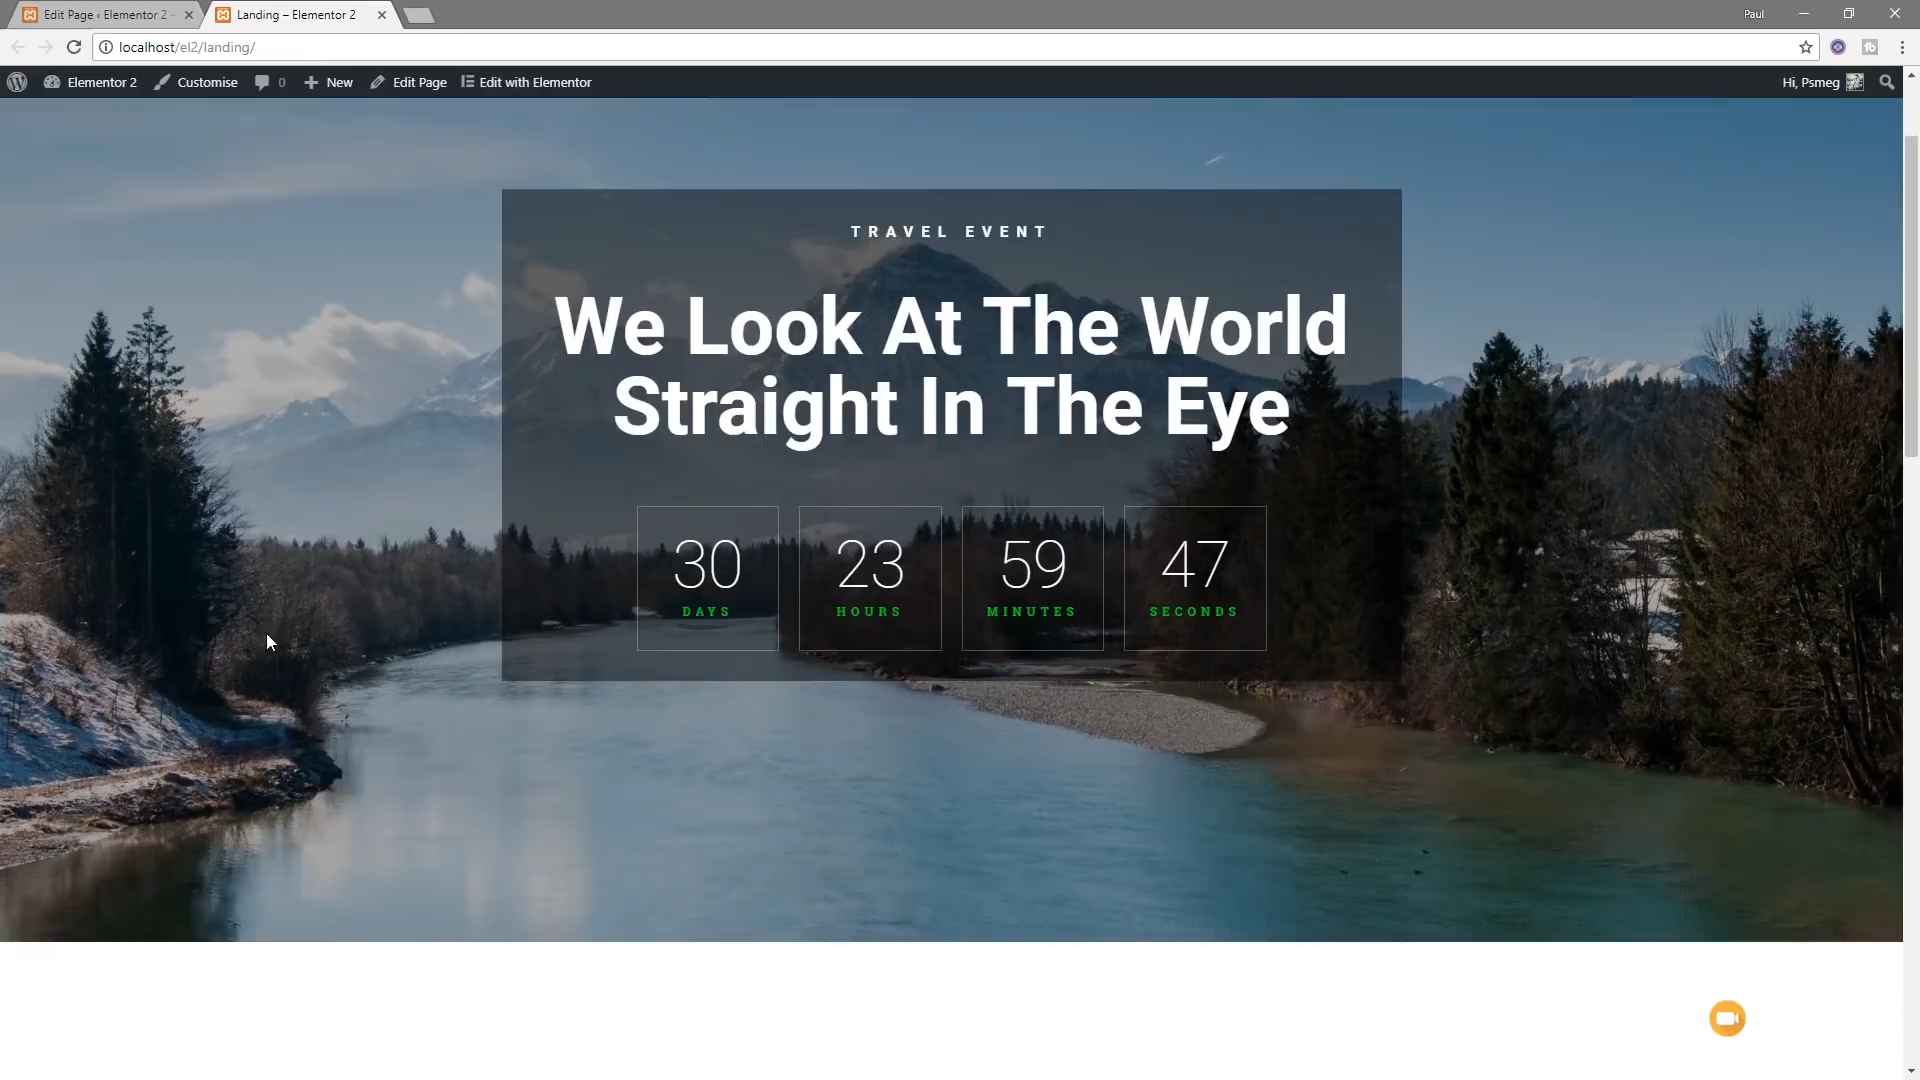 Edit Page ‹ Elementor 2 -
Landing – Elementor 2
Paul
localhost/el2/landing/
Elementor 2
Customise
0
New
Edit Page
Edit with Elementor
Hi, Psmeg
TRAVEL EVENT
We Look At The World
Straight In The Eye
30 23 59 47
DAYS HOURS MINUTES SECONDS